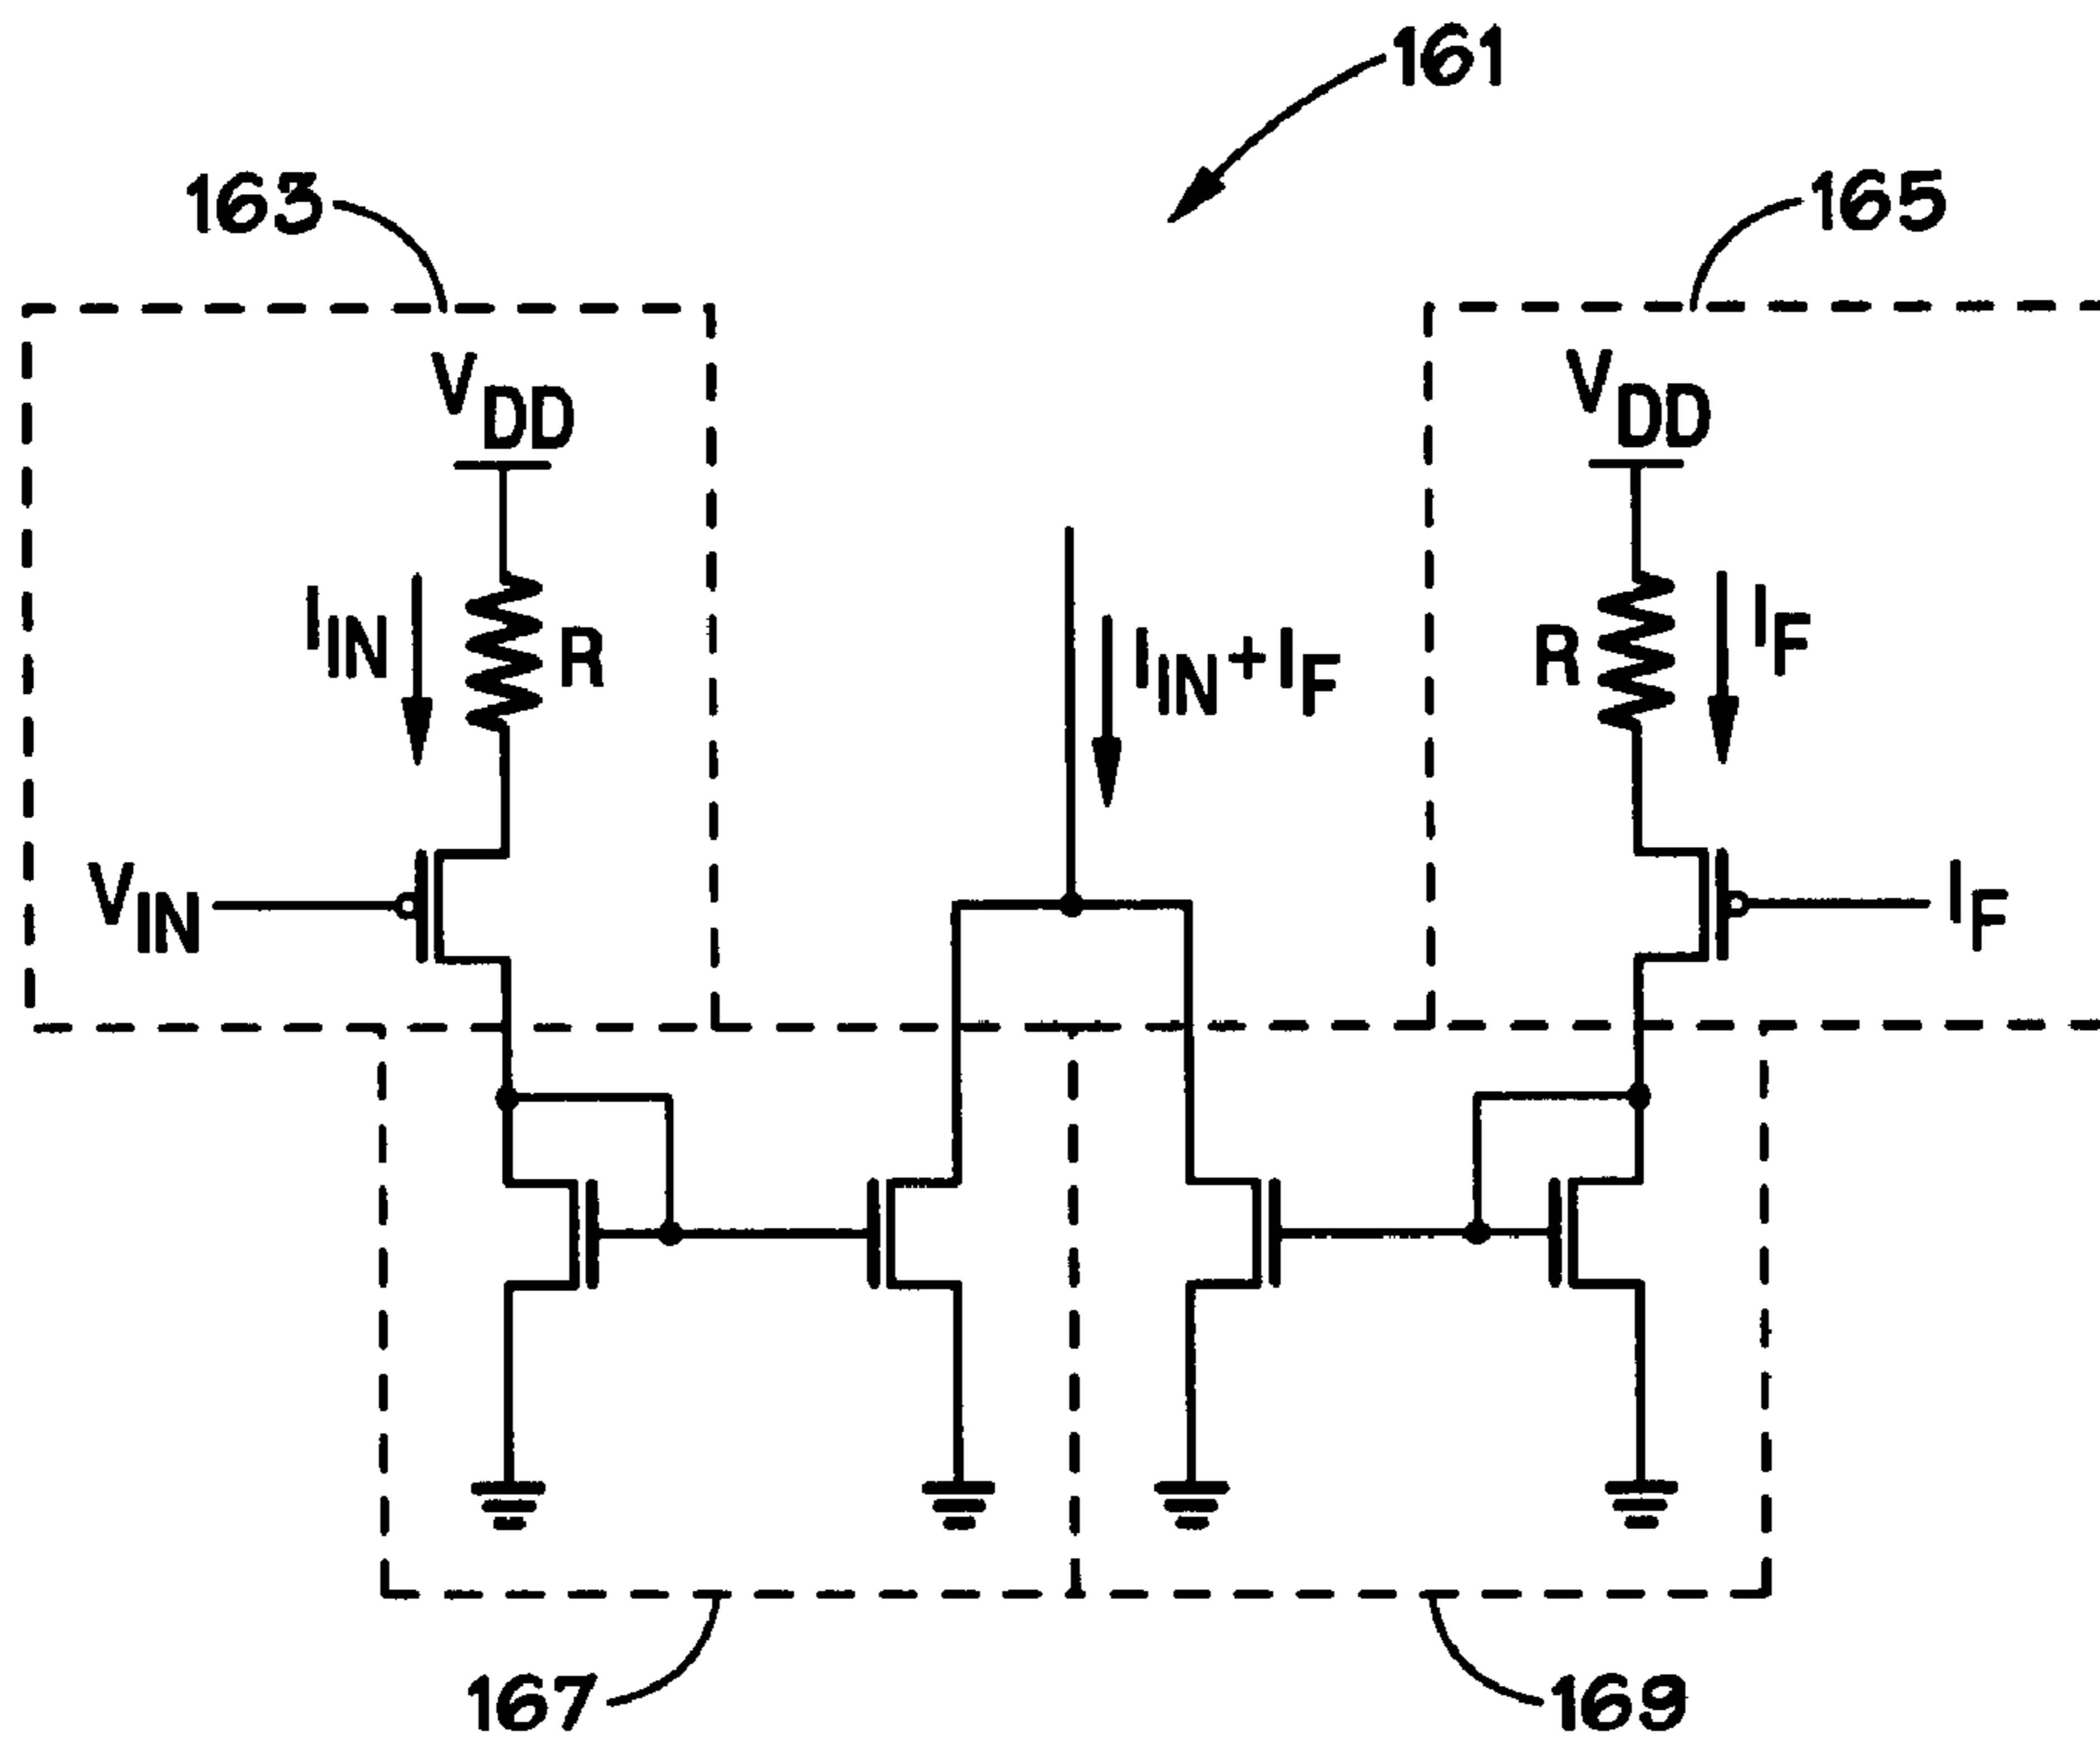 161
163
165
VDD
VDD
IIN
R
IIN+IF
R
IF
VIN
IF
167
169